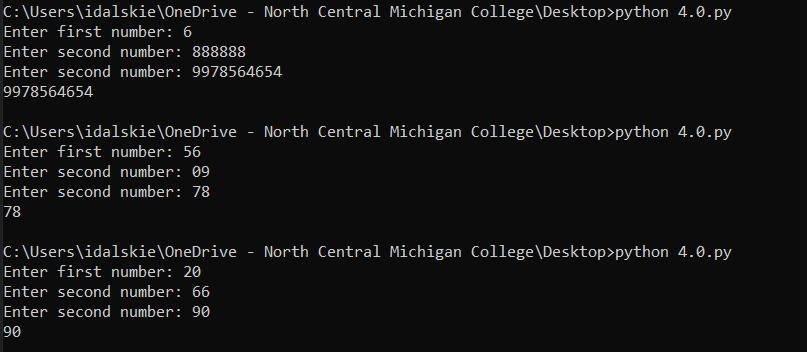 C:\Users\idalskie\OneDrive - North Central Michigan College\Desktop>python 4.0.py
Enter first number: 6
Enter second number: 888888
Enter second number: 9978564654
9978564654
C:\Users\idalskie\OneDrive - North Central Michigan College\Desktop>python 4.0.py
Enter first number: 56
Enter second number: 09
Enter second number: 78
78
C:\Users\idalskie\OneDrive - North Central Michigan College\Desktop>python 4.0.py
Enter first number: 20
Enter second number: 66
Enter second number: 90
90